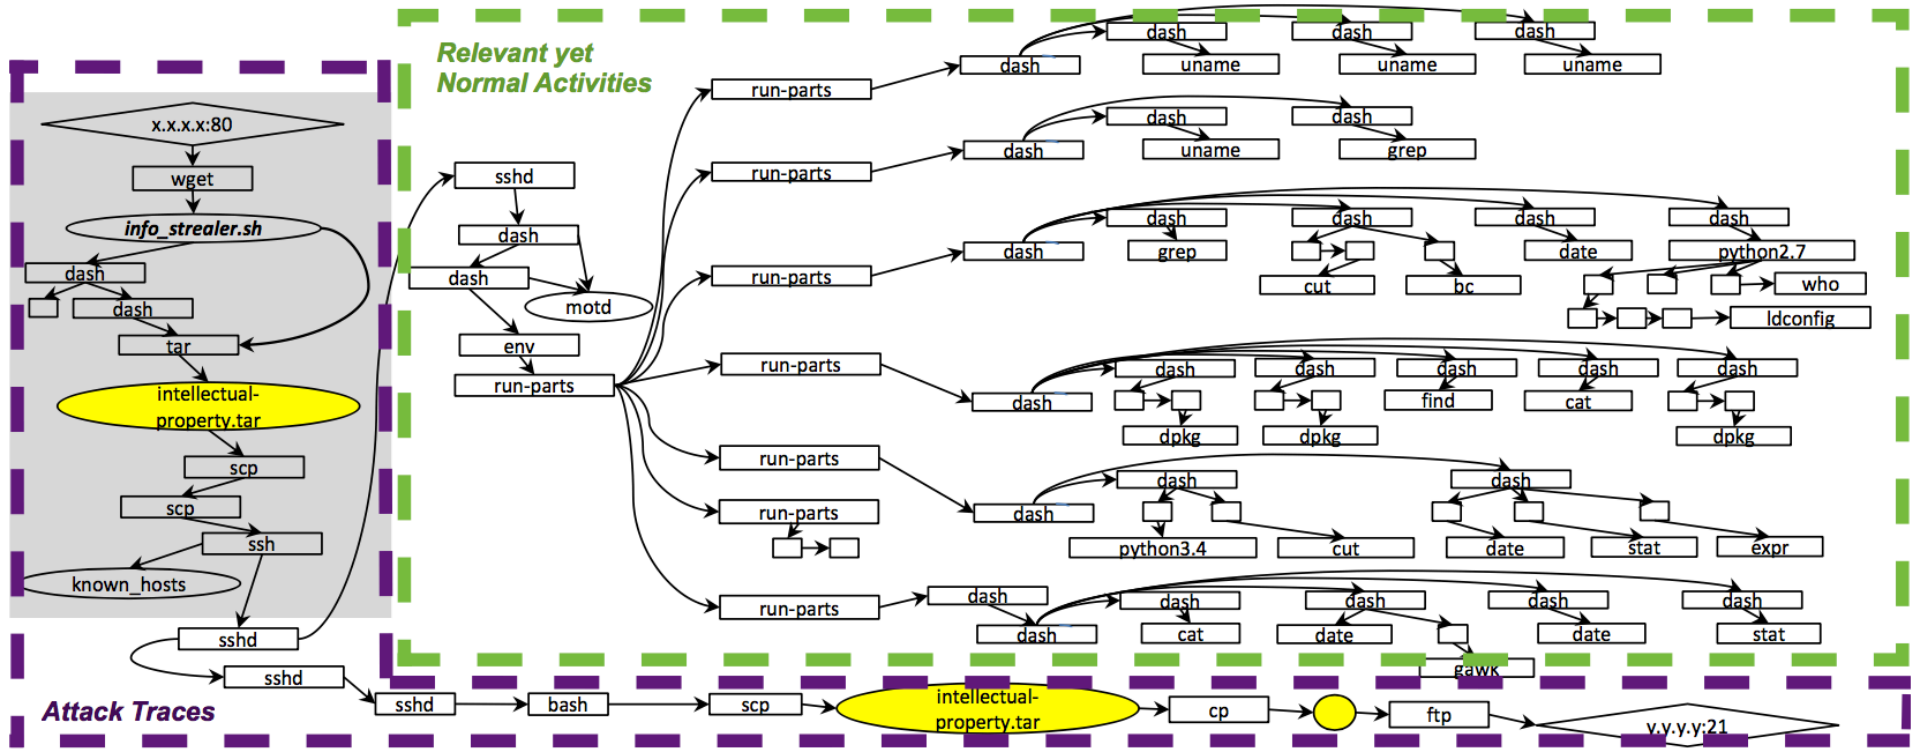 Relevant yet
Normal Activities
x.x.x.x:80
wget
info_strealer.sh
dash
dash
tar
intellectual-
property.tar
scp
scp
ssh
known_hosts
sshd
sshd
Attack Traces
sshd
bash
scp
intellectual-
property.tar
cp
ftp
y.y.y.y:21
sshd
dash
dash
motd
env
run-parts
run-parts
dash
dash
uname
dash
uname
dash
uname
run-parts
dash
dash
uname
dash
grep
run-parts
dash
dash
grep
dash
cut
bc
dash
date
dash
python2.7
who
ldconfig
run-parts
dash
dash
dpkg
dash
dpkg
dash
find
dash
cat
dash
dpkg
run-parts
dash
dash
python3.4
cut
dash
date
stat
expr
run-parts
run-parts
dash
dash
dash
cat
dash
date
gawk
dash
date
dash
stat